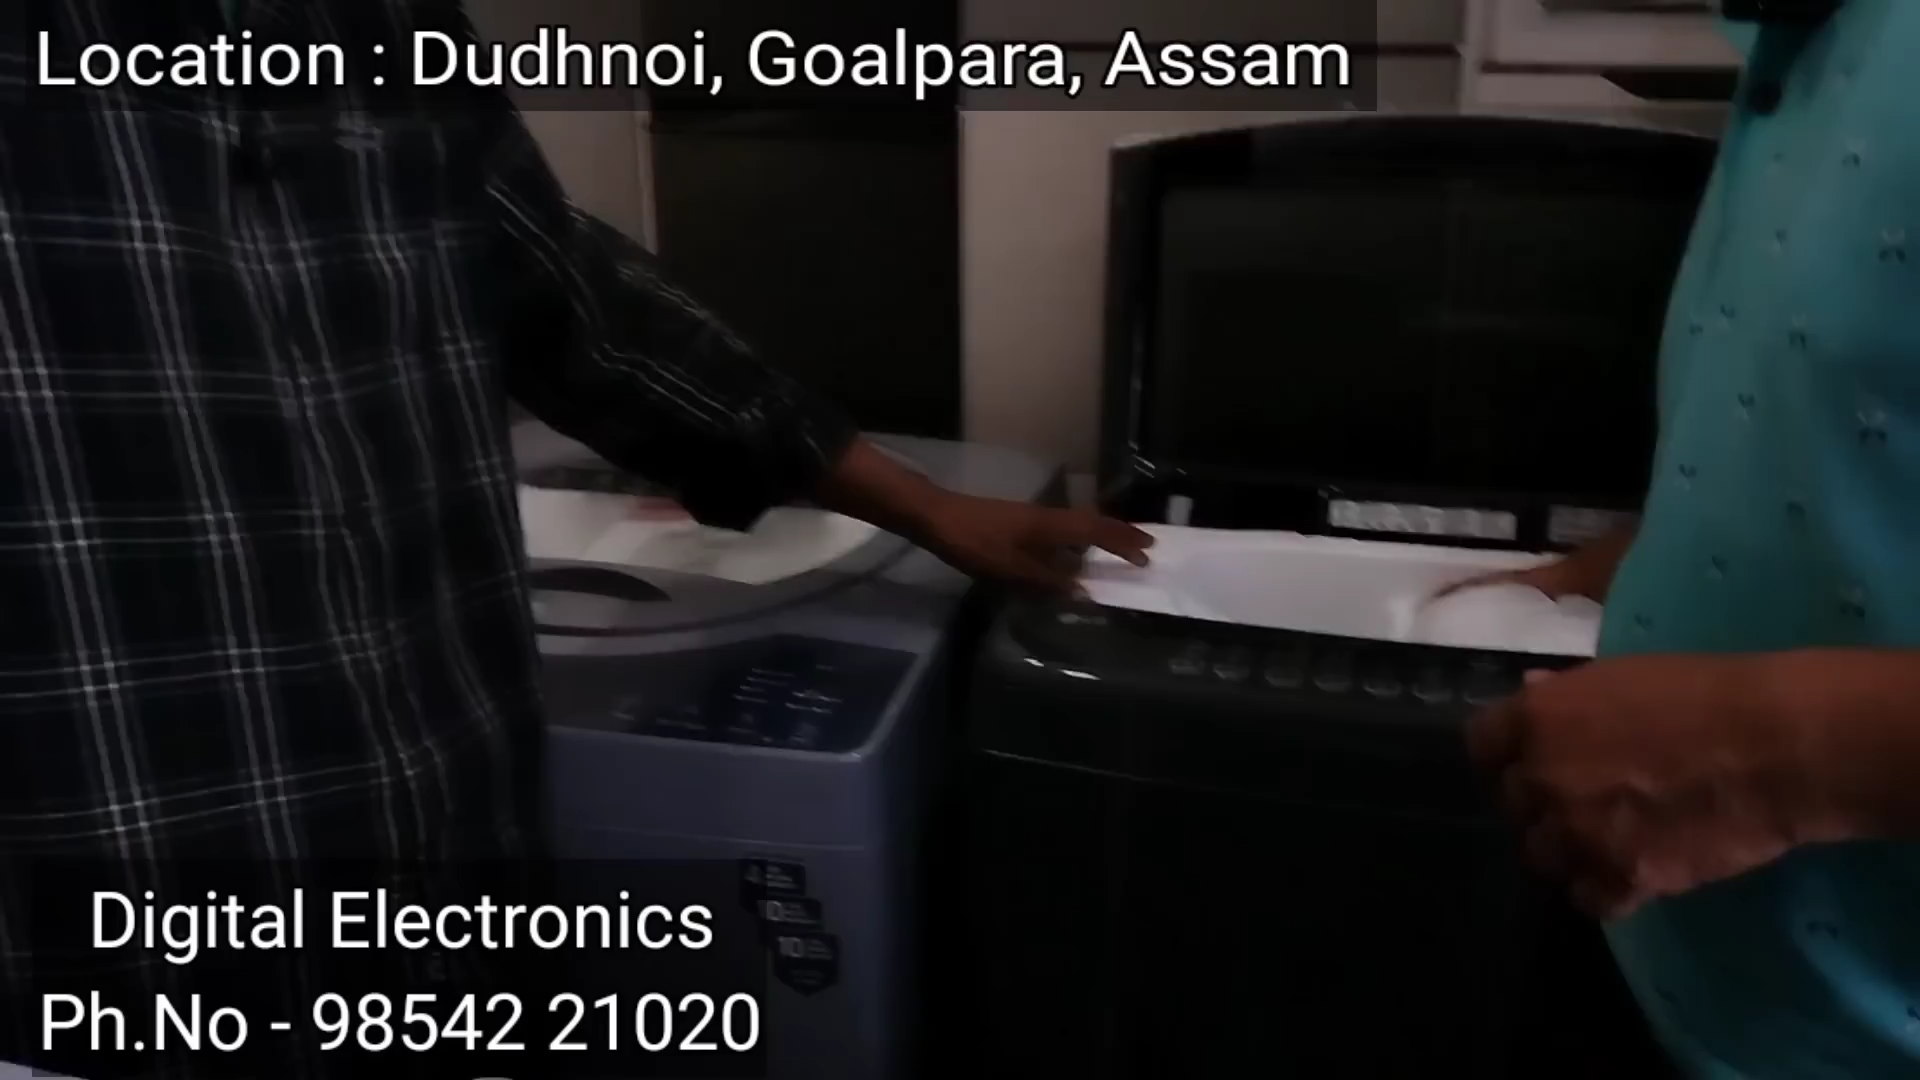 Location : Dudhnoi, Goalpara, Assam
Digital Electronics
Ph.No - 98542 21020